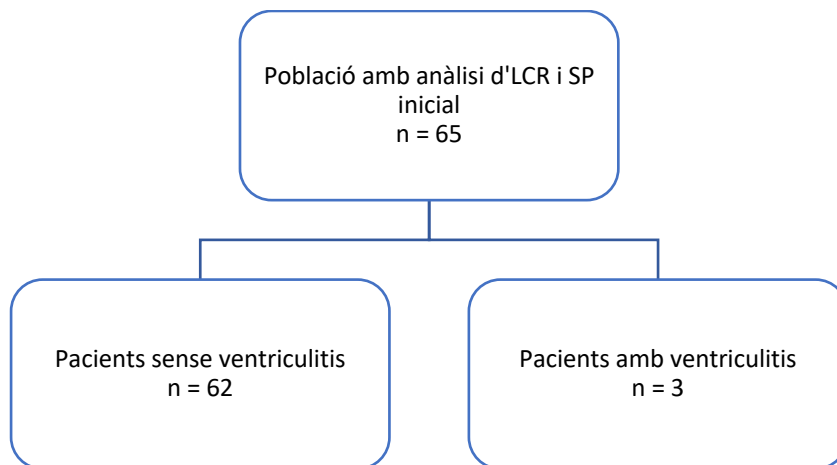 Població amb anàlisi d'LCR i SP
inicial
n = 65
Pacients sense ventriculitis
n = 62
Pacients amb ventriculitis
n = 3